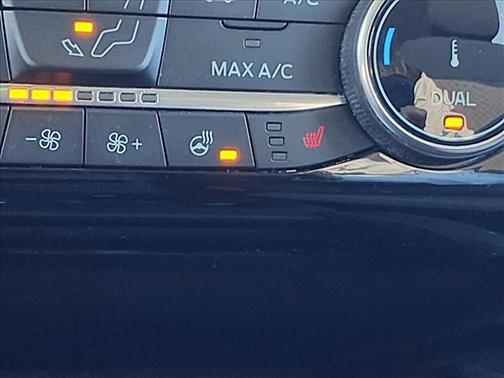 A/C
MAX A/C
DUAL
- +